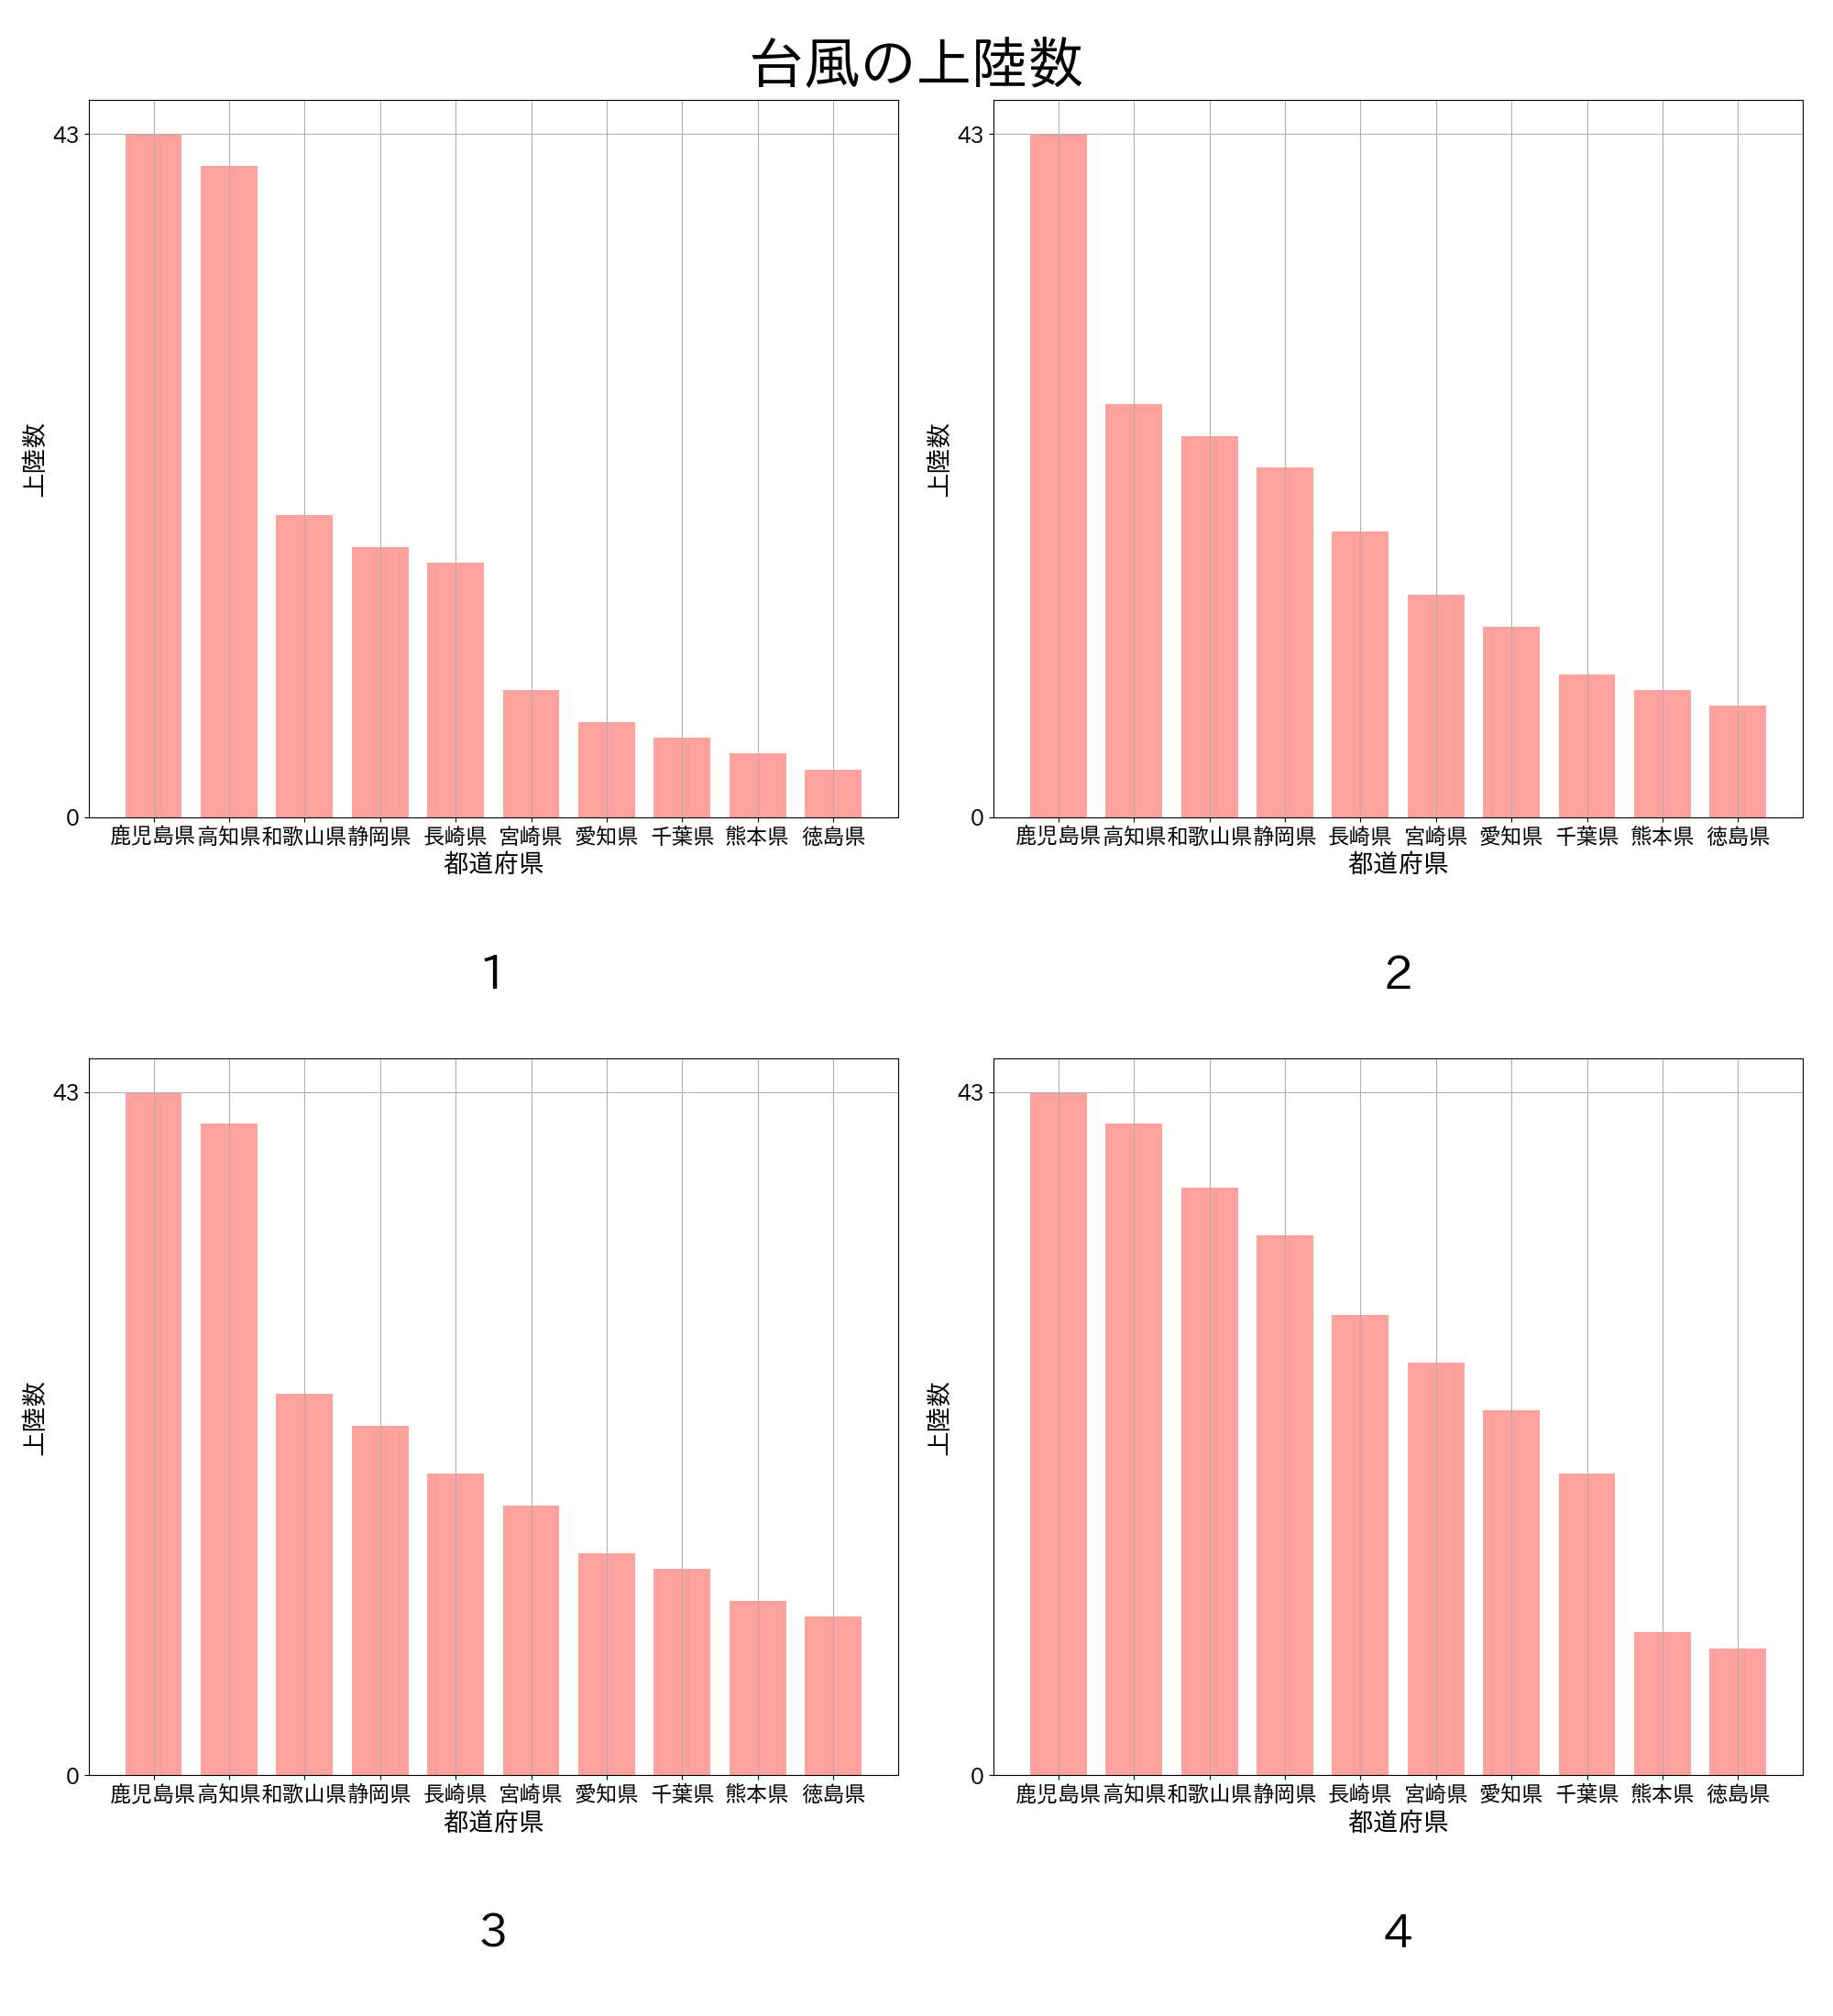 台風の上陸数
43
0
上陸数
鹿児島県 高知県 和歌山県 静岡県 長崎県 宮崎県 愛知県 千葉県 熊本県 徳島県
都道府県
1
43
0
上陸数
鹿児島県 高知県 和歌山県 静岡県 長崎県 宮崎県 愛知県 千葉県 熊本県 徳島県
都道府県
2
43
0
上陸数
鹿児島県 高知県 和歌山県 静岡県 長崎県 宮崎県 愛知県 千葉県 熊本県 徳島県
都道府県
3
43
0
上陸数
鹿児島県 高知県 和歌山県 静岡県 長崎県 宮崎県 愛知県 千葉県 熊本県 徳島県
都道府県
4